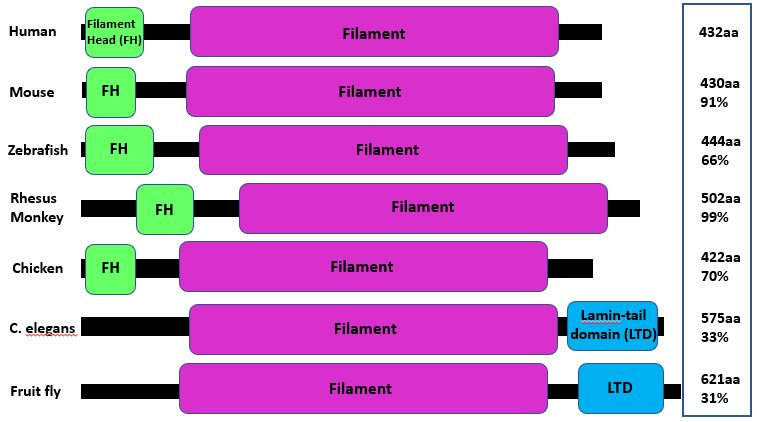 Human
Filament
Head (FH)
Filament
432aa
Mouse
FH
Filament
430aa
91%
Zebrafish
FH
Filament
444aa
66%
Rhesus
Monkey
FH
Filament
502aa
99%
Chicken
FH
Filament
422aa
70%
C. elegans
Filament
Lamin-tail
domain (LTD)
575aa
33%
Fruit fly
Filament
LTD
621aa
31%